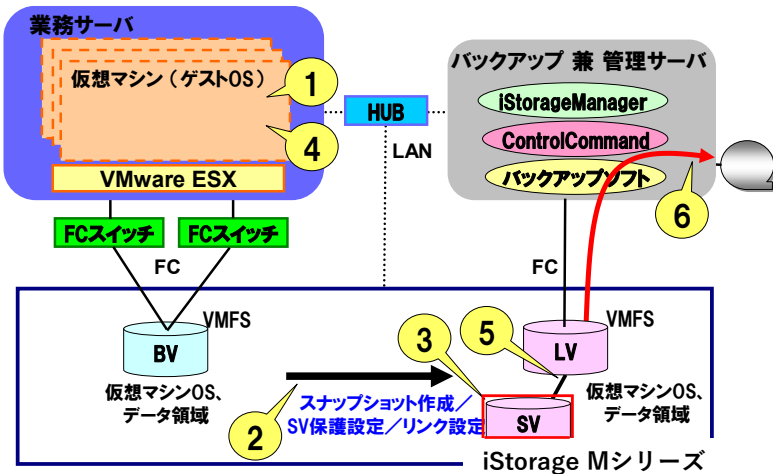 業務サーバ
仮想マシン(ゲストOS)
1
4
VMware ESX
HUB
LAN
バックアップ 兼 管理サーバ
iStorageManager
ControlCommand
バックアップソフト
6
FCスイッチ
FCスイッチ
FC
FC
VMFS
BV
仮想マシンOS、
データ領域
2
スナップショット作成/
SV保護設定/リンク設定
3
5
VMFS
LV
仮想マシンOS、
データ領域
SV
iStorage Mシリーズ